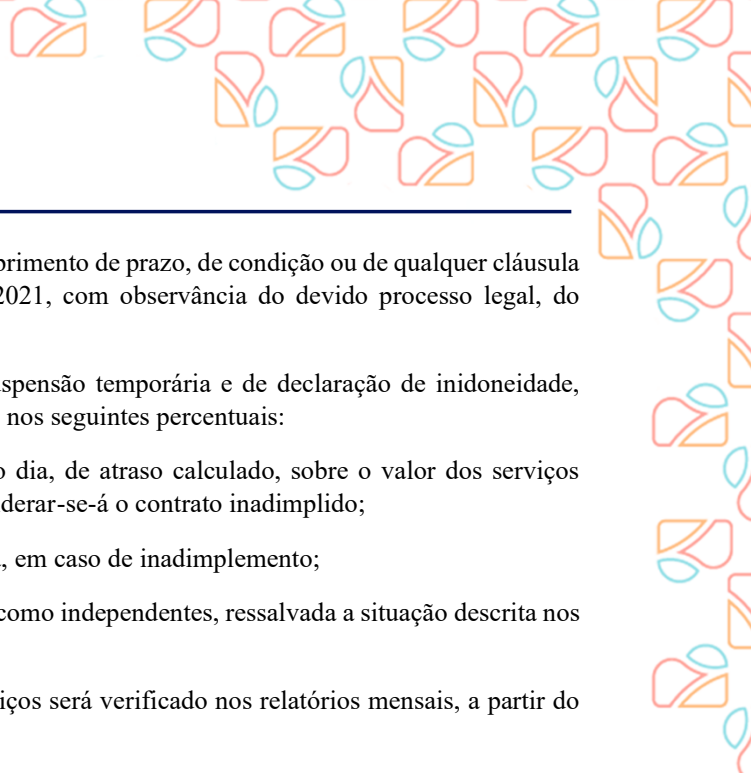 primento de prazo, de condição ou de qualquer cláusula
2021, com observância do devido processo legal, do
spensão temporária e de declaração de inidoneidade,
nos seguintes percentuais:
o dia, de atraso calculado, sobre o valor dos serviços
derar-se-á o contrato inadimplido;
, em caso de inadimplemento;
como independentes, ressalvada a situação descrita nos
iços será verificado nos relatórios mensais, a partir do